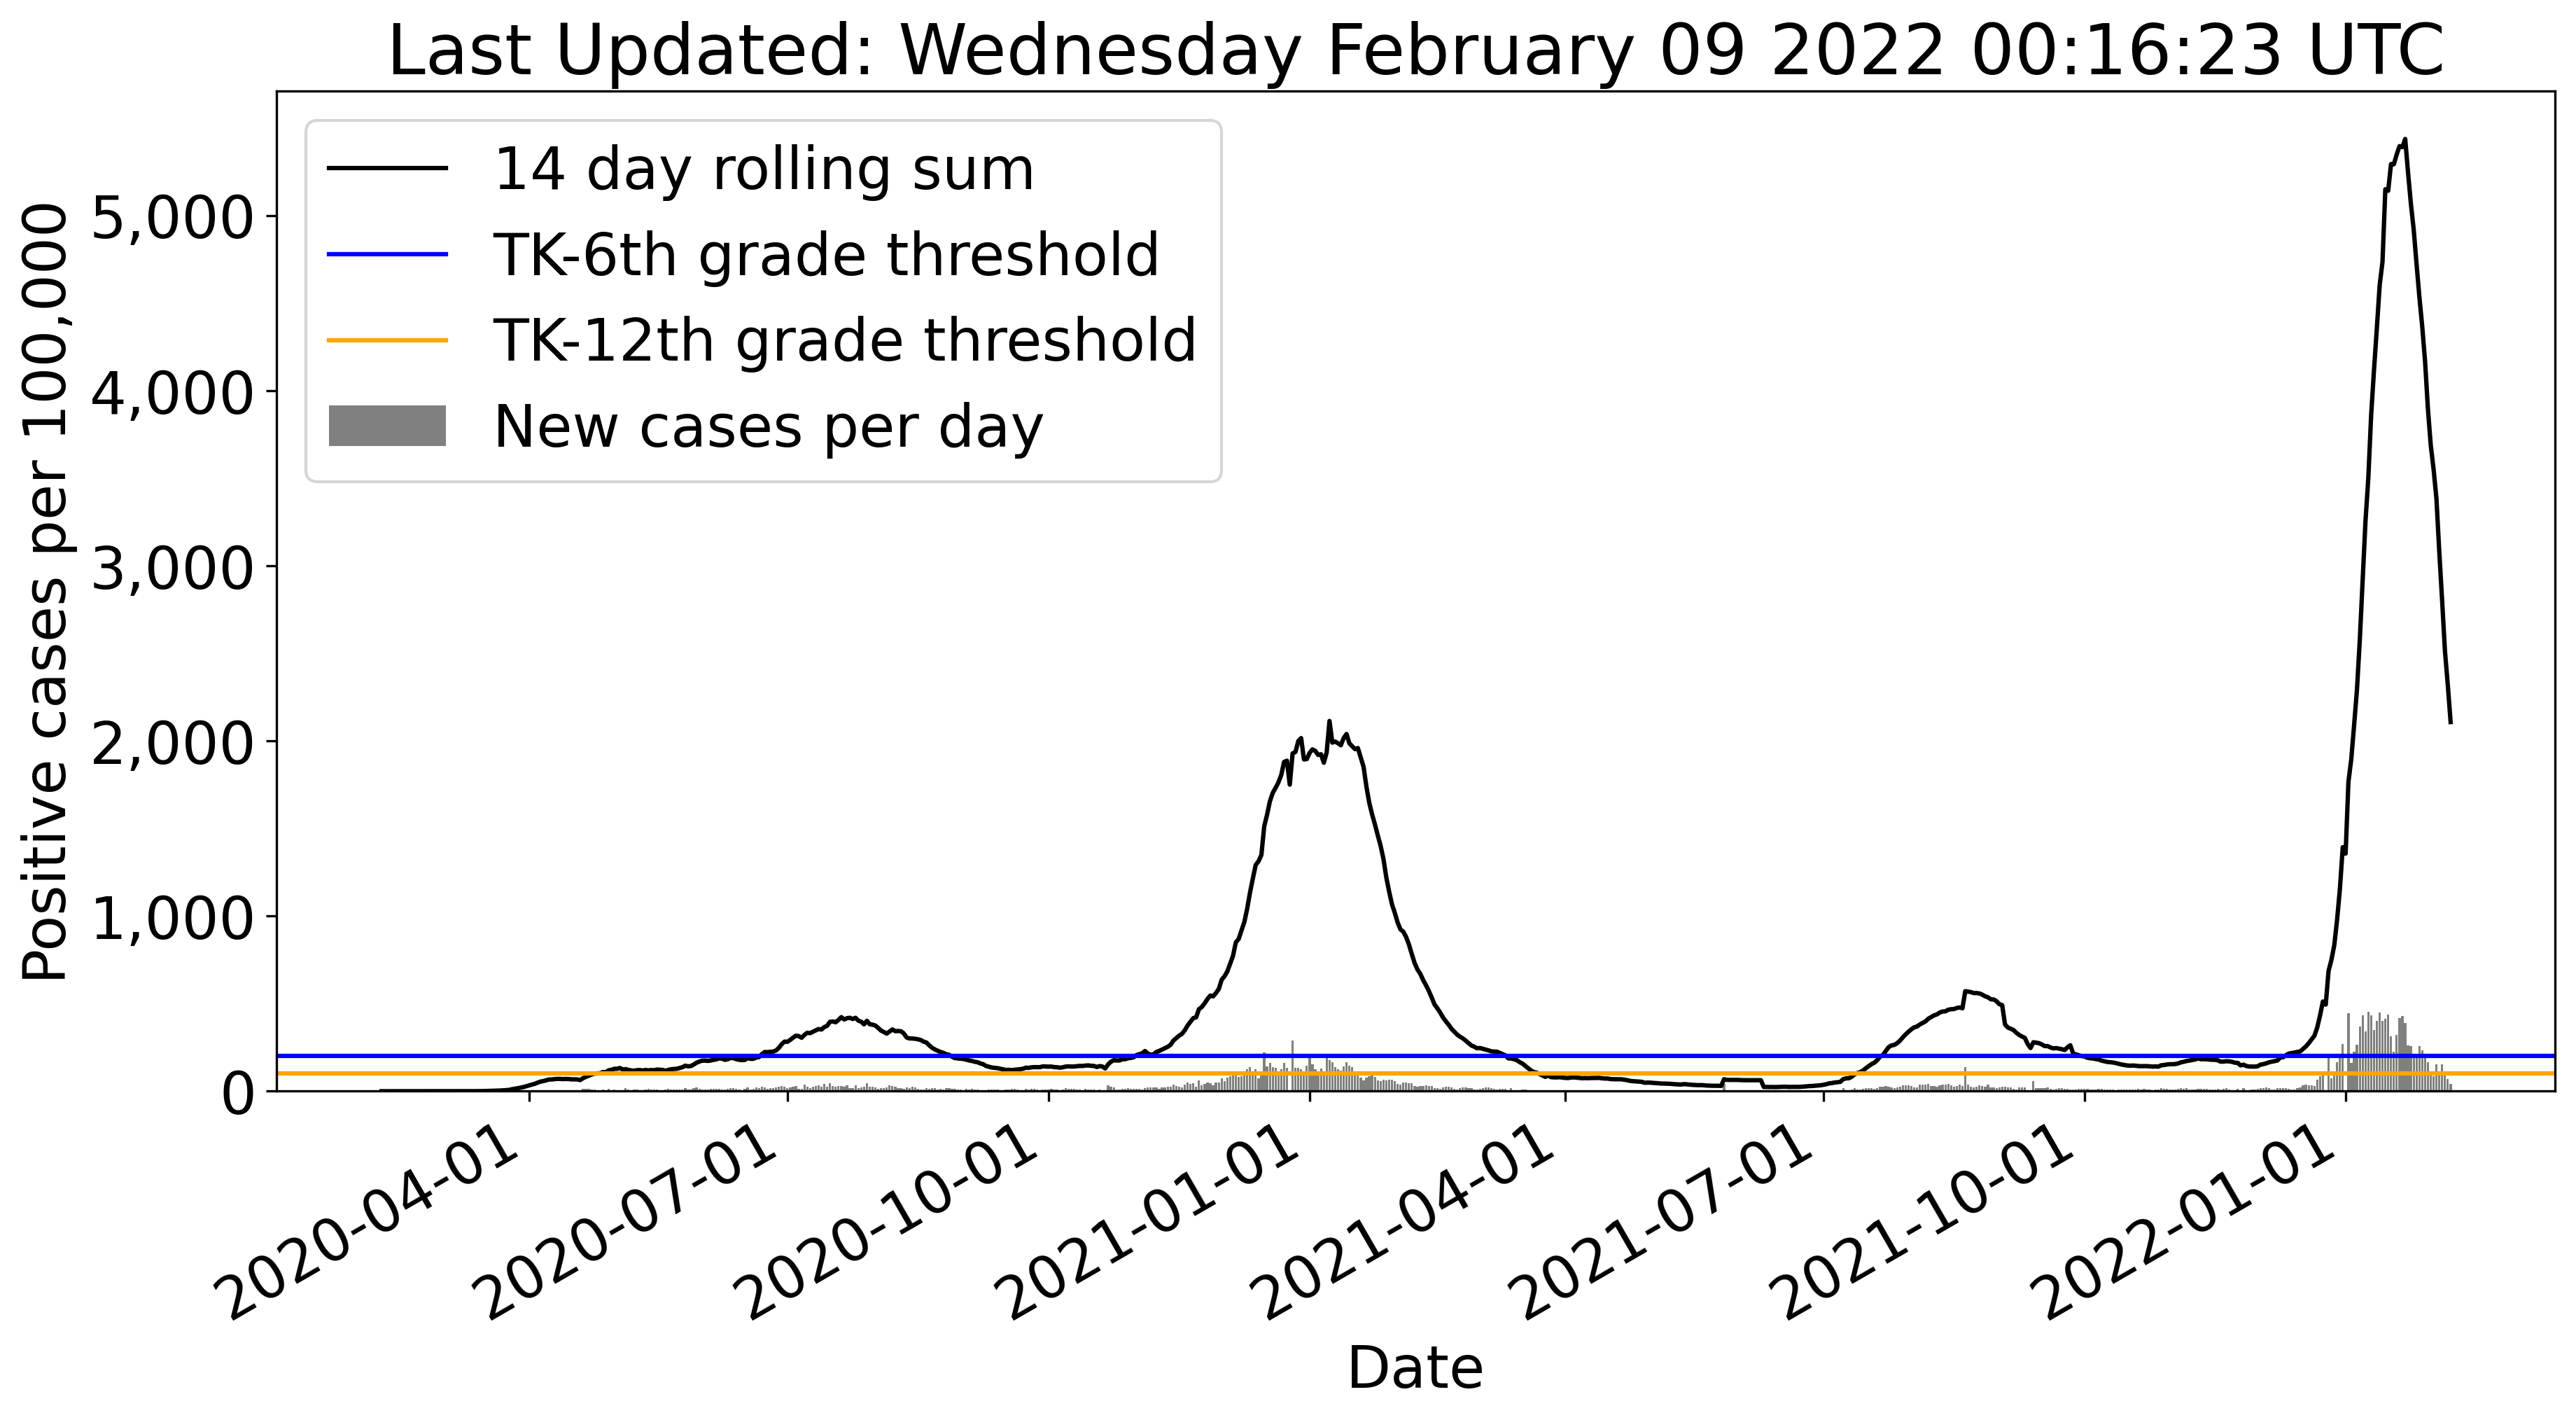 Last Updated: Wednesday February 09 2022 00:16:23 UTC
14 day rolling sum
TK-6th grade threshold
TK-12th grade threshold
New cases per day
Positive cases per 100,000
5,000
4,000
3,000
2,000
1,000
0
2020-04-01
2020-07-01
2020-10-01
2021-01-01
2021-04-01
2021-07-01
2021-10-01
2022-01-01
Date